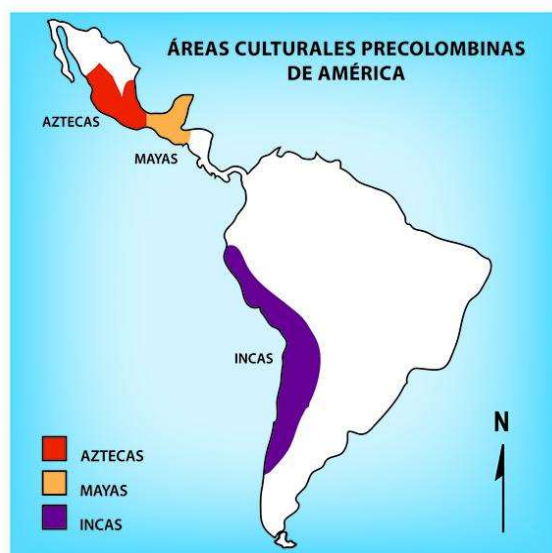 ÁREAS CULTURALES PRECOLOMBINAS
DE AMÉRICA
AZTECAS
MAYAS
INCAS
N
AZTECAS
MAYAS
INCAS